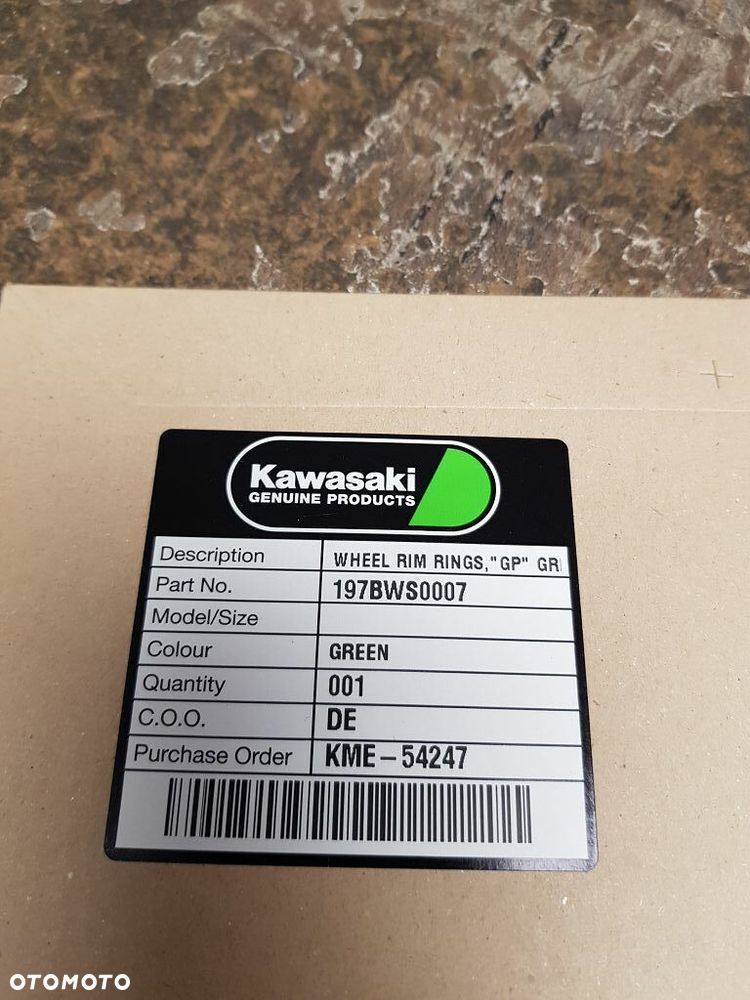 Kawasaki
GENUINE PRODUCTS
Description WHEEL RIM RINGS,"GP" GR
Part No. 197BWS0007
Model/Size
Colour GREEN
Quantity 001
C.O.O. DE
Purchase Order KME-54247
OTOMOTO